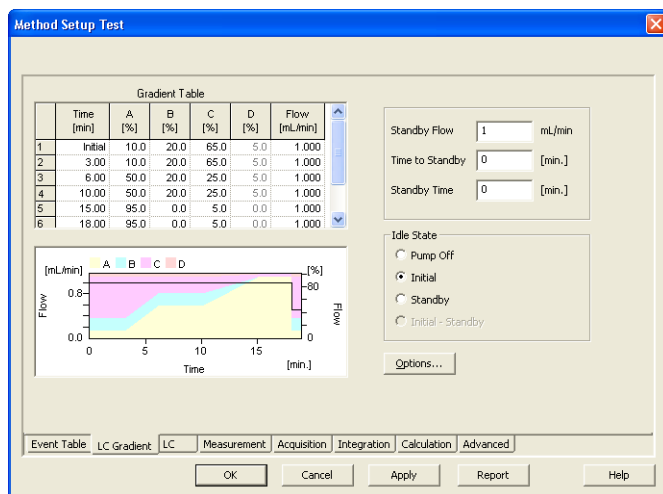 Method Setup Test
Gradient Table
Time [min] A [%] B [%] C [%] D [%] Flow [mL/min]
1 Initial 10.0 20.0 65.0 5.0 1.000
2 3.00 10.0 20.0 65.0 5.0 1.000
3 6.00 50.0 20.0 25.0 5.0 1.000
4 10.00 50.0 20.0 25.0 5.0 1.000
5 15.00 95.0 0.0 5.0 0.0 1.000
6 18.00 95.0 0.0 5.0 0.0 1.000
Standby Flow 1 mL/min
Time to Standby 0 [min.]
Standby Time 0 [min.]
Idle State
Pump Off
Initial
Standby
Initial - Standby
Options...
A B C D
[mL/min] [%]
0.8 80
Flow Flow
0.0 0
0 5 10 15 [min.]
Time
Event Table LC Gradient LC Measurement Acquisition Integration Calculation Advanced
OK Cancel Apply Report Help